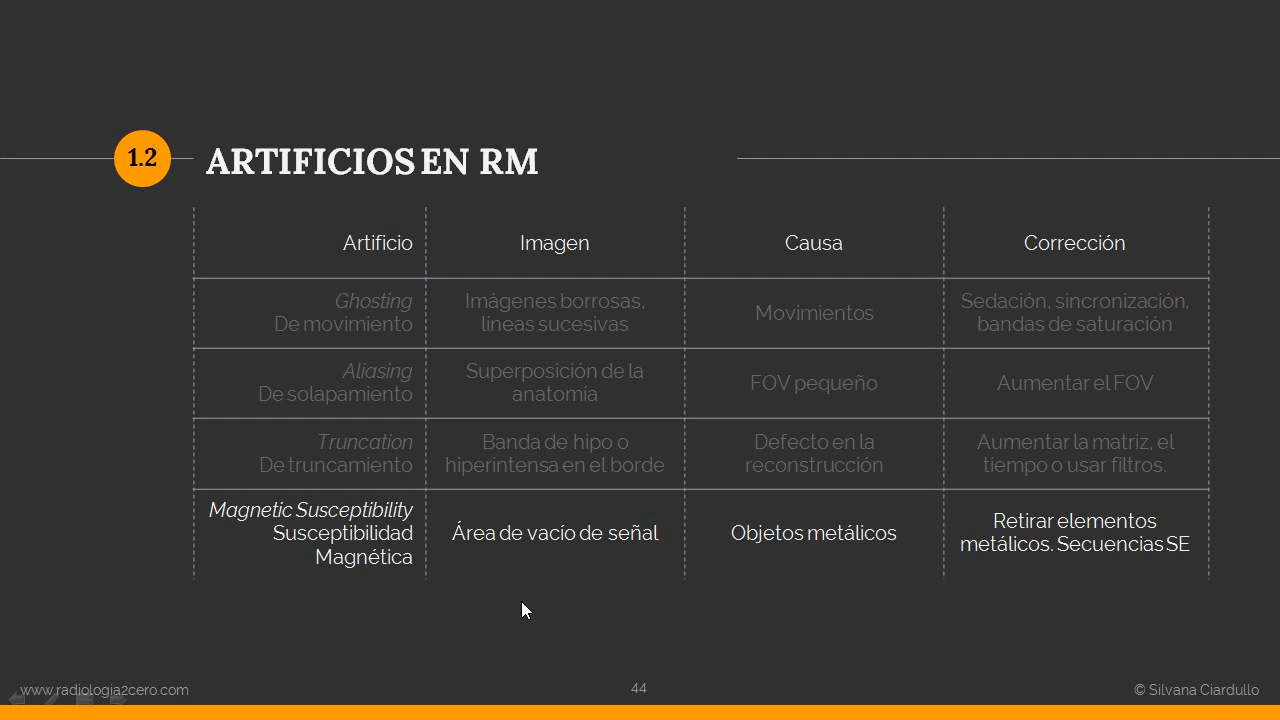 1.2
ARTIFICIOS EN RM
Artificio
Imagen
Causa
Corrección
Ghosting
De movimiento
Imágenes borrosas,
líneas sucesivas
Movimientos
Sedación, sincronización,
bandas de saturación
Aliasing
De solapamiento
Superposición de la
anatomía
FOV pequeño
Aumentar el FOV
Truncation
De truncamiento
Banda de hipo o
hiperintensa en el borde
Defecto en la
reconstrucción
Aumentar la matriz, el
tiempo o usar filtros.
Magnetic Susceptibility
Susceptibilidad
Magnética
Área de vacío de señal
Objetos metálicos
Retirar elementos
metálicos. Secuencias SE
www.radiologia2cero.com
44
© Silvana Ciardullo